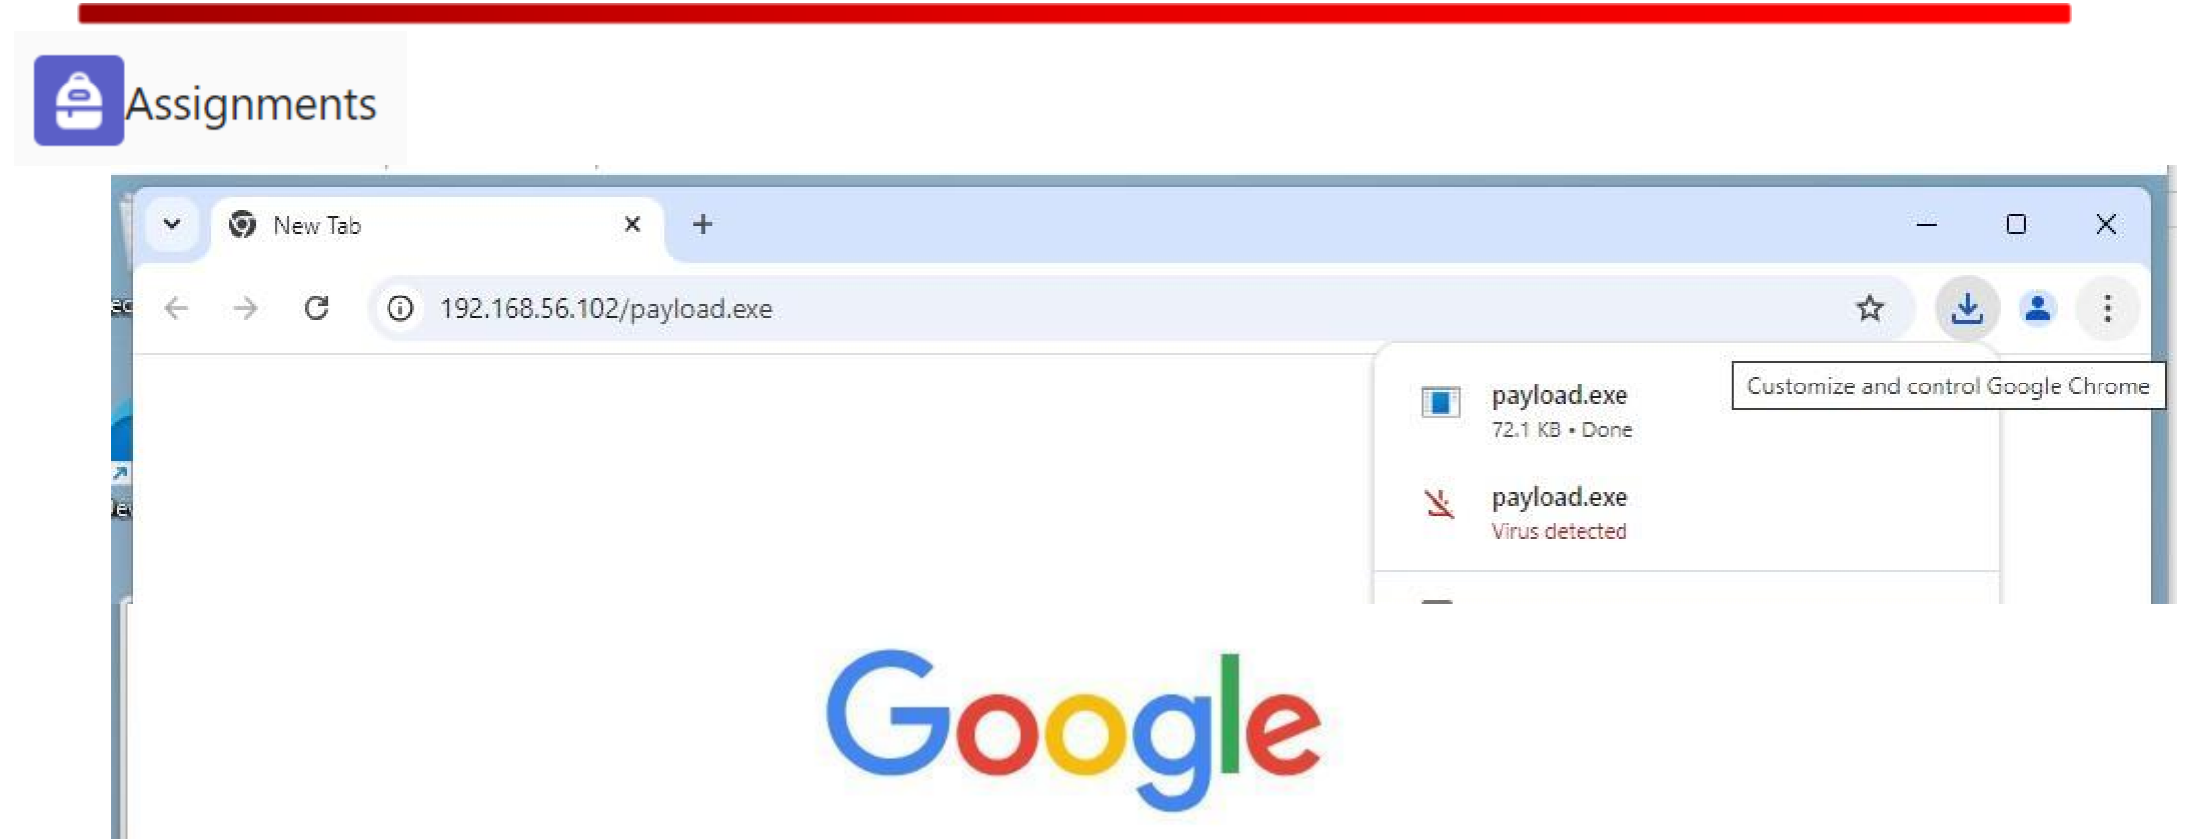 Assignments
New Tab
192.168.56.102/payload.exe
payload.exe
72.1 KB • Done
Customize and control Google Chrome
payload.exe
Virus detected
Google